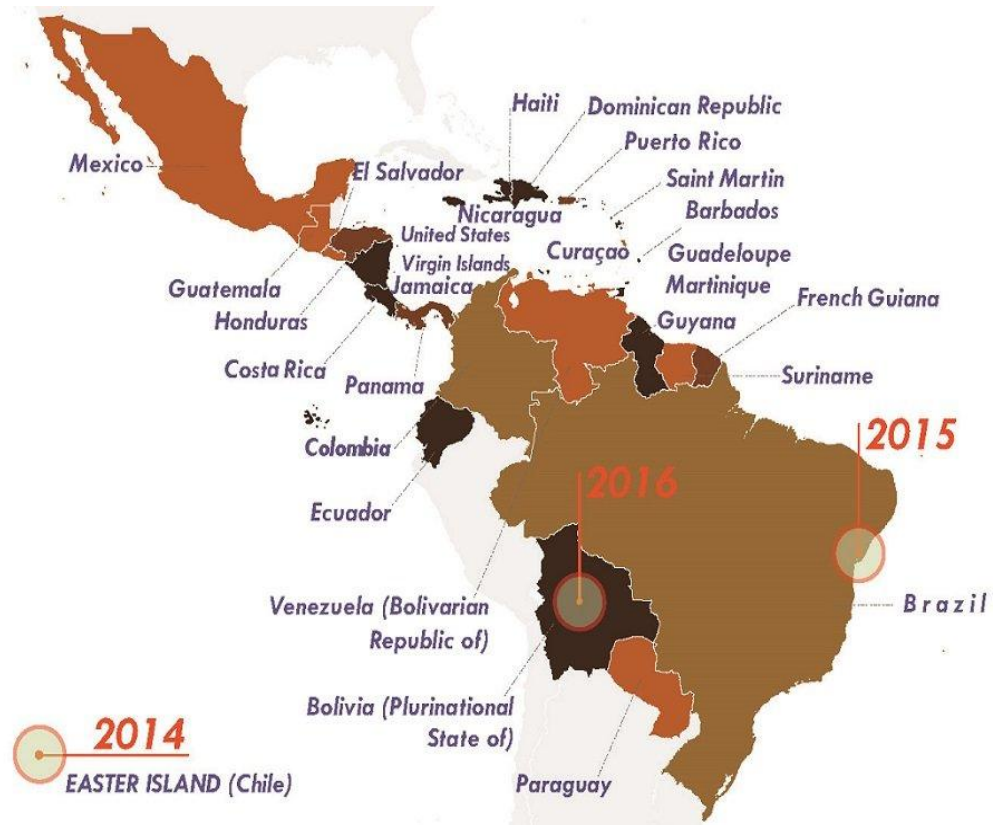 Haiti
Dominican Republic
Puerto Rico
Mexico
El Salvador
Saint Martin
Nicaragua
Barbados
United States
Virgin Islands
Curaçao
Guadeloupe
Jamaica
Martinique
Guatemala
French Guiana
Honduras
Guyana
Costa Rica
Panama
Suriname
2015
Colombia
2016
Ecuador
Venezuela (Bolivarian
Republic of)
Brazil
Bolivia (Plurinational
State of)
2014
EASTER ISLAND (Chile)
Paraguay